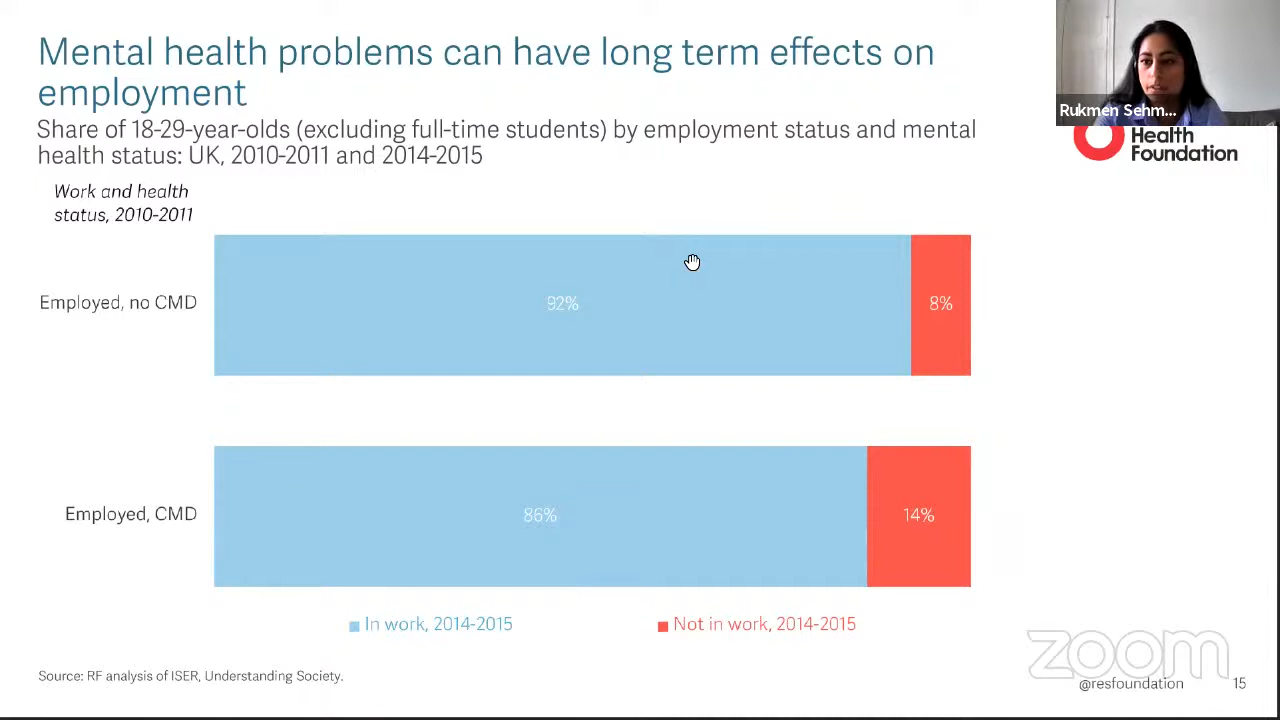 Mental health problems can have long term effects on
employment
Share of 18-29-year-olds (excluding full-time students) by employment status and mental
health status: UK, 2010-2011 and 2014-2015
Rukmen Sehm...
Health
Foundation
Work and health
status, 2010-2011
Employed, no CMD
92%
8%
Employed, CMD
86%
14%
In work, 2014-2015
Not in work, 2014-2015
Source: RF analysis of ISER, Understanding Society.
zoom
@resfoundation
15